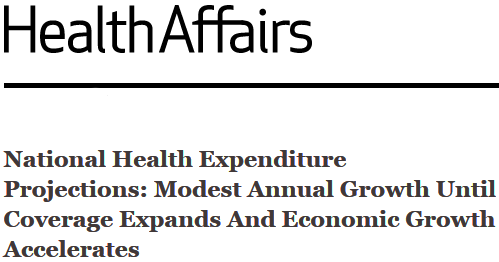 HealthAffairs
National Health Expenditure
Projections: Modest Annual Growth Until
Coverage Expands And Economic Growth
Accelerates